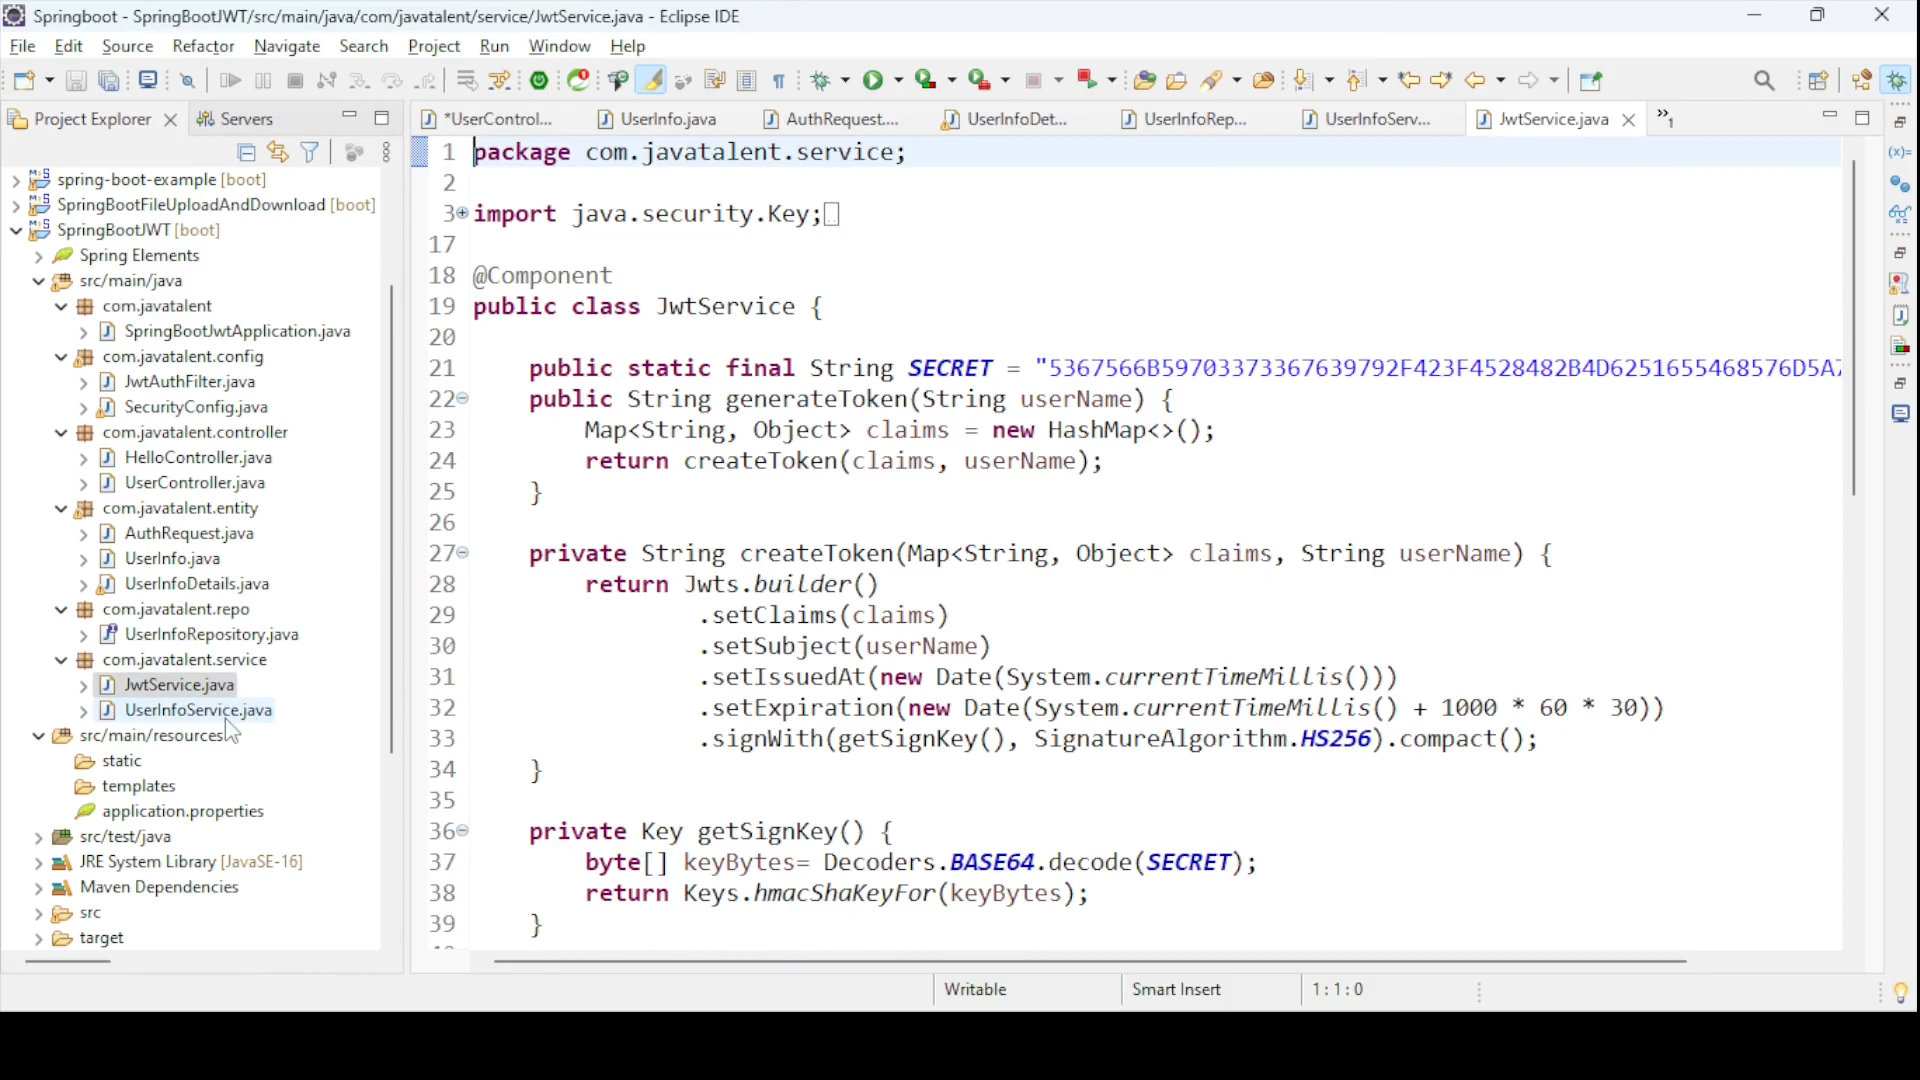 Springboot - SpringBootJWT/src/main/java/com/javatalent/service/JwtService.java - Eclipse IDE
File Edit Source Refactor Navigate Search Project Run Window Help
Project Explorer
Servers
*UserControl...
UserInfo.java
AuthRequest....
UserInfoDet...
UserInfoRep...
UserInfoServ...
JwtService.java
»1
spring-boot-example [boot]
SpringBootFileUploadAndDownload [boot]
SpringBootJWT [boot]
Spring Elements
src/main/java
com.javatalent
SpringBootJwtApplication.java
com.javatalent.config
JwtAuthFilter.java
SecurityConfig.java
com.javatalent.controller
HelloController.java
UserController.java
com.javatalent.entity
AuthRequest.java
UserInfo.java
UserInfoDetails.java
com.javatalent.repo
UserInfoRepository.java
com.javatalent.service
JwtService.java
UserInfoService.java
src/main/resources
static
templates
application.properties
src/test/java
JRE System Library [JavaSE-16]
Maven Dependencies
src
target
1 package com.javatalent.service;
2
3 import java.security.Key;
17
18 @Component
19 public class JwtService {
20
21 public static final String SECRET = "5367566B59703373367639792F423F4528482B4D6251655468576D5A7
22 public String generateToken(String userName) {
23 Map<String, Object> claims = new HashMap<>();
24 return createToken(claims, userName);
25 }
26
27 private String createToken(Map<String, Object> claims, String userName) {
28 return Jwts.builder()
29 .setClaims(claims)
30 .setSubject(userName)
31 .setIssuedAt(new Date(System.currentTimeMillis()))
32 .setExpiration(new Date(System.currentTimeMillis() + 1000 * 60 * 30))
33 .signWith(getSignKey(), SignatureAlgorithm.HS256).compact();
34 }
35
36 private Key getSignKey() {
37 byte[] keyBytes= Decoders.BASE64.decode(SECRET);
38 return Keys.hmacShaKeyFor(keyBytes);
39 }
Writable
Smart Insert
1 : 1 : 0